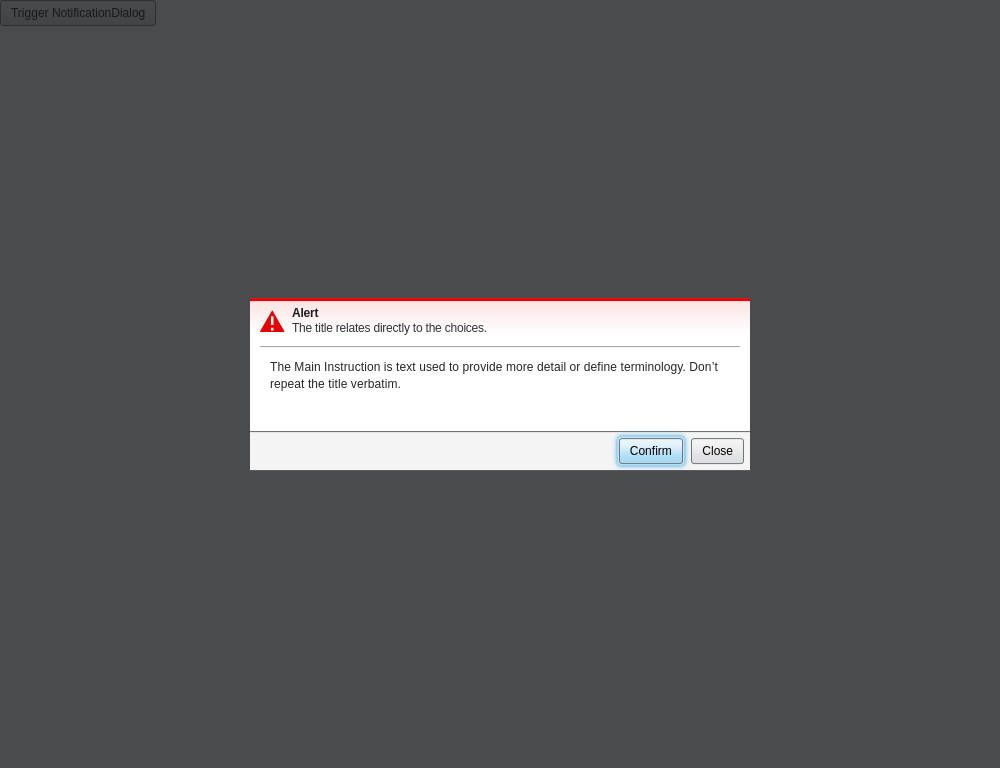 Trigger NotificationDialog
Alert
The title relates directly to the choices.
The Main Instruction is text used to provide more detail or define terminology. Don’t
repeat the title verbatim.
Confirm Close